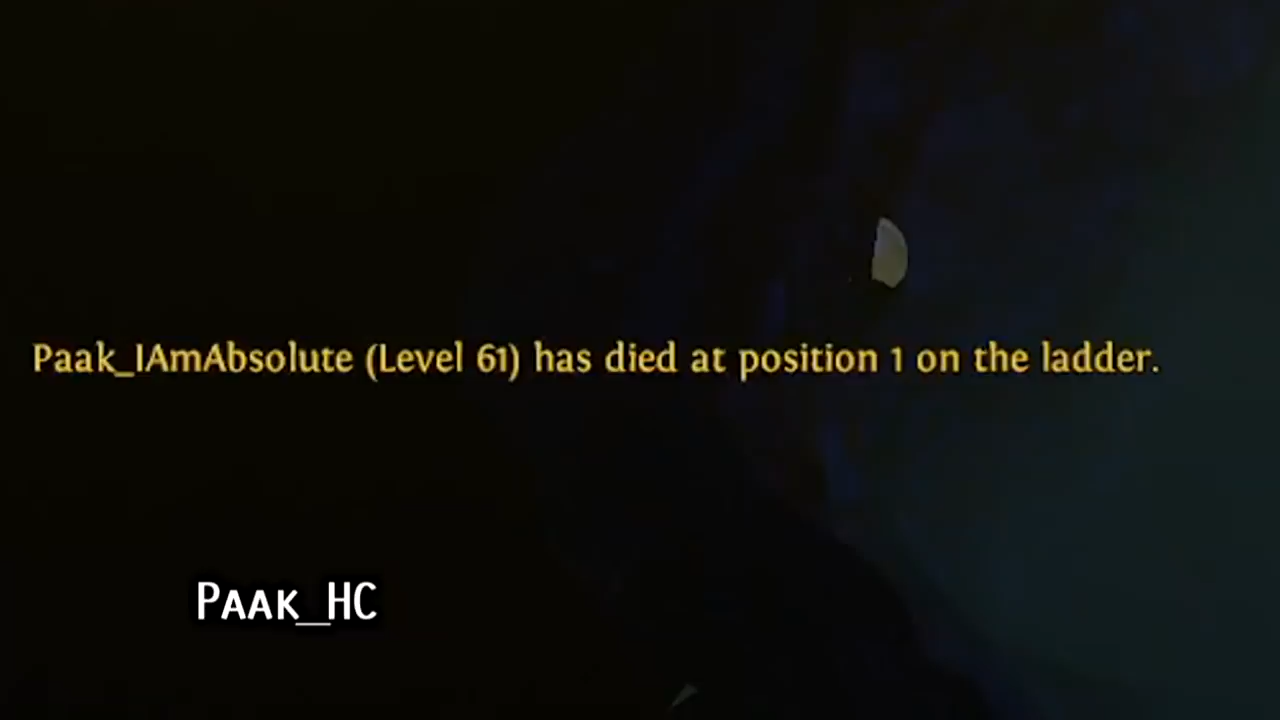 Paak_IAmAbsolute (Level 61) has died at position 1 on the ladder.
Paak_HC